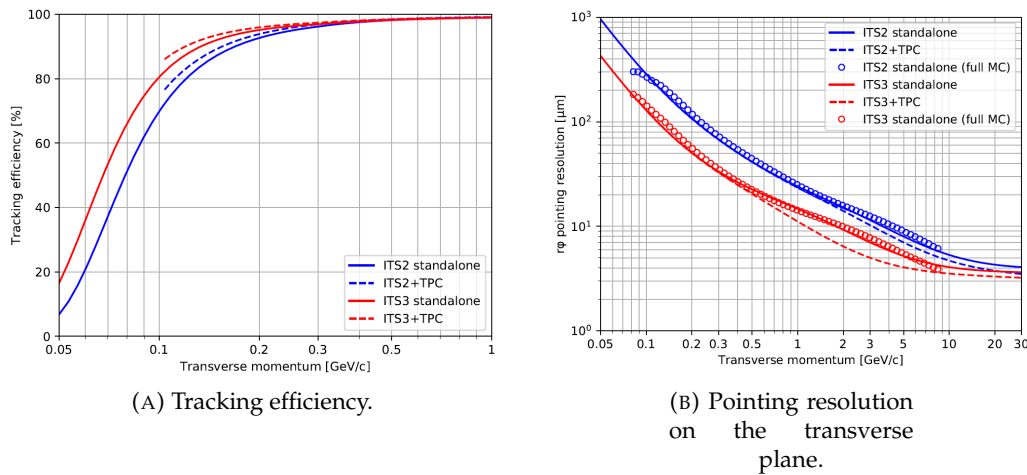 100
80
60
40
20
0
Tracking efficiency [%]
ITS2 standalone
ITS2+TPC
ITS3 standalone
ITS3+TPC
0.05
0.1
0.2
0.3
0.5
1
Transverse momentum [GeV/c]
(A) Tracking efficiency.
10³
10²
10¹
10⁰
rφ pointing resolution [μm]
ITS2 standalone
ITS2+TPC
ITS2 standalone (full MC)
ITS3 standalone
ITS3+TPC
ITS3 standalone (full MC)
0.05
0.1
0.2
0.3
0.5
1
2
3
5
10
20
30
Transverse momentum [GeV/c]
(B) Pointing resolution
on the transverse
plane.